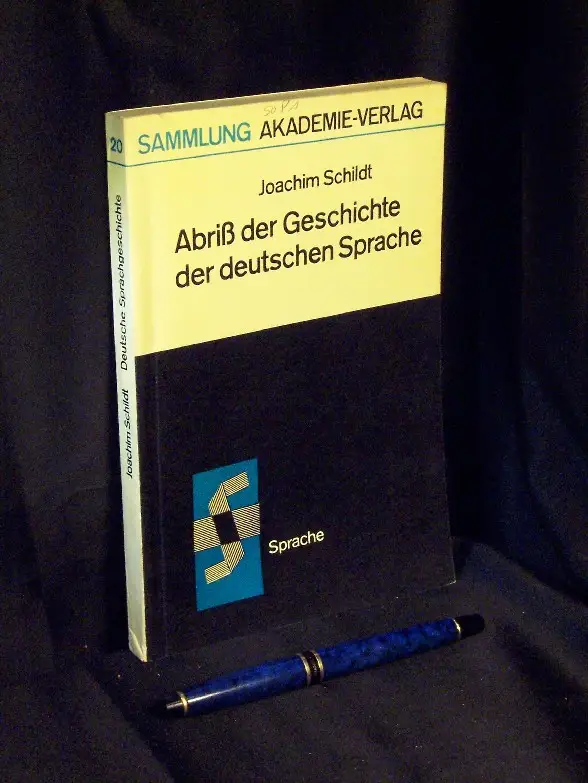 SAMMLUNG AKADEMIE-VERLAG
Joachim Schildt
Abriß der Geschichte
der deutschen Sprache
Sprache
20
Joachim Schildt Deutsche Sprachgeschichte